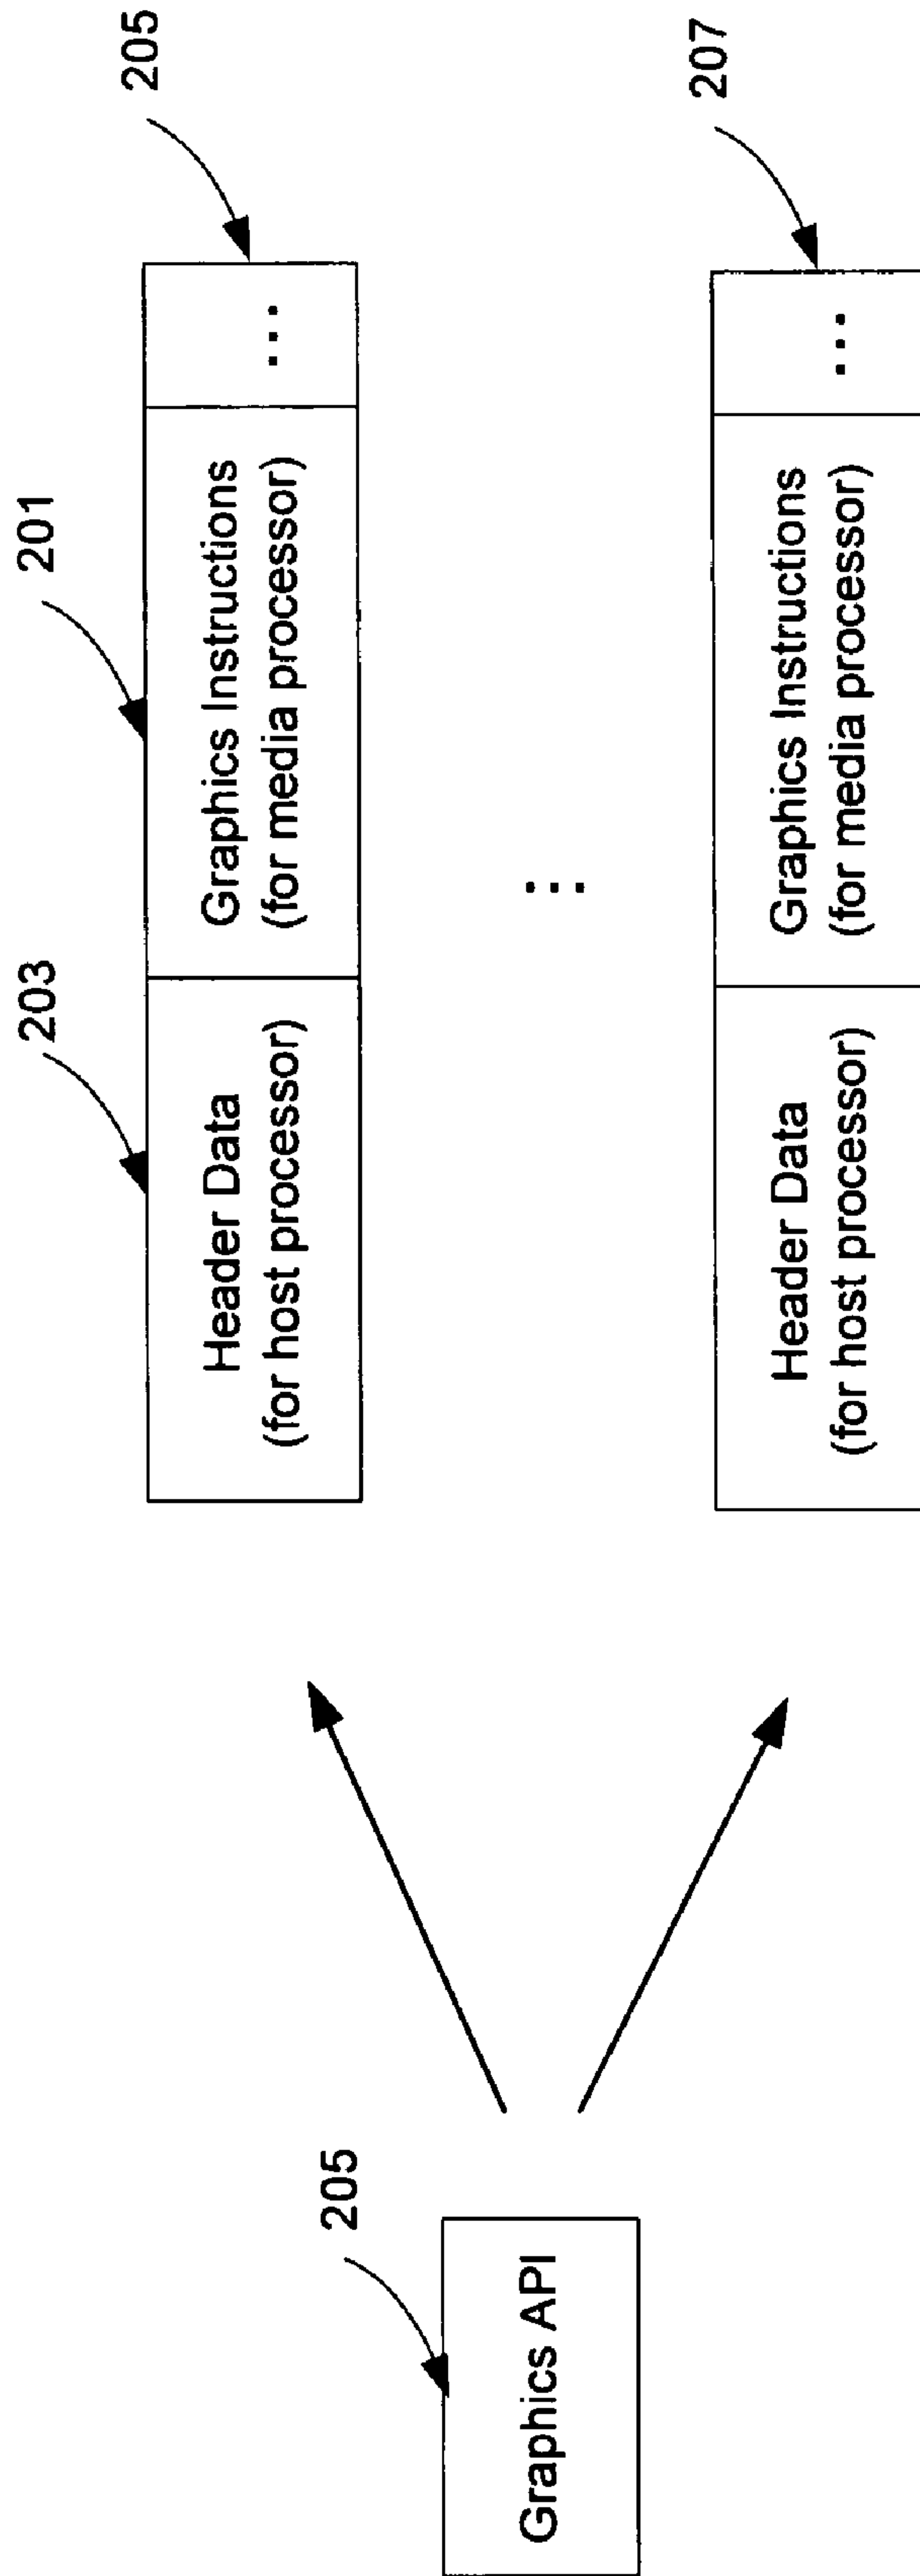 205
Graphics API
203
201
205
Header Data
(for host processor)
Graphics Instructions
(for media processor)
...
...
207
Header Data
(for host processor)
Graphics Instructions
(for media processor)
...